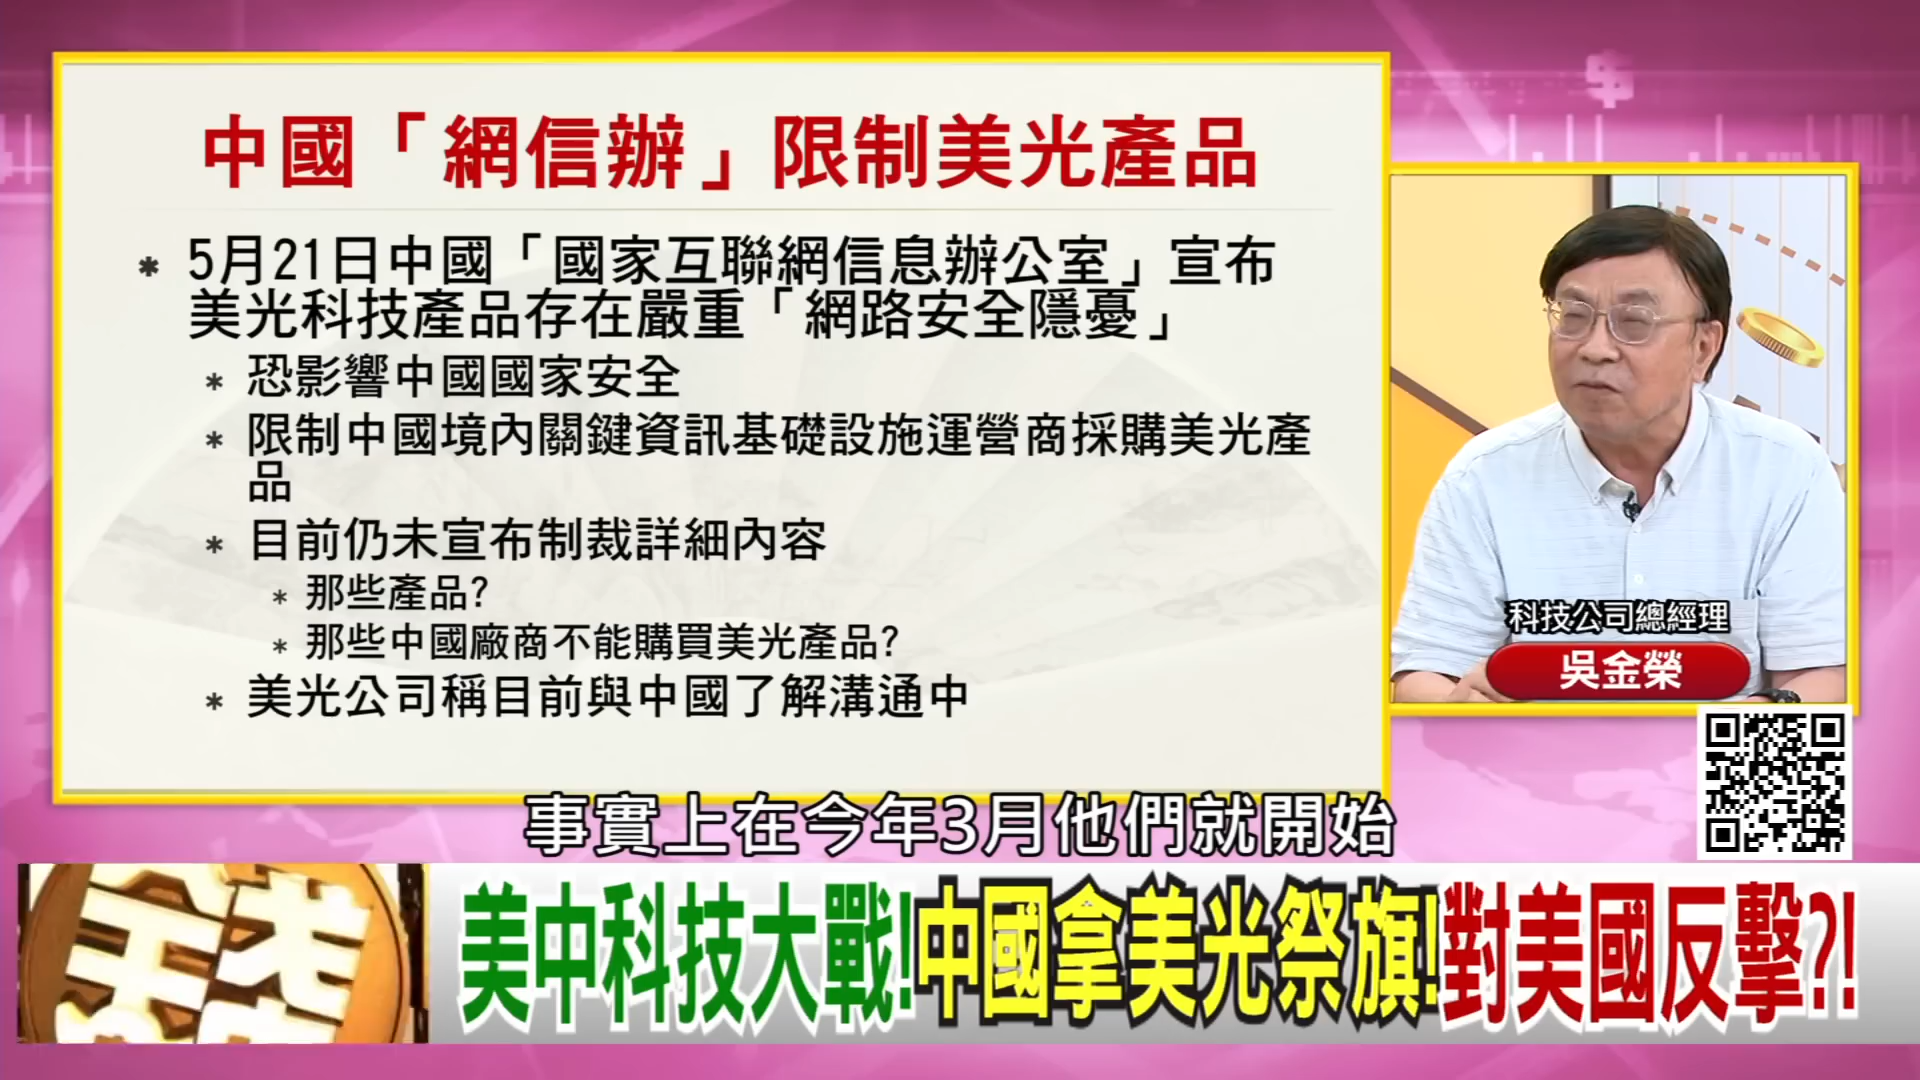 中國「網信辦」限制美光產品
* 5月21日中國「國家互聯網信息辦公室」宣布
美光科技產品存在嚴重「網路安全隱憂」
* 恐影響中國國家安全
* 限制中國境內關鍵資訊基礎設施運營商採購美光產
品
* 目前仍未宣布制裁詳細內容
* 那些產品?
* 那些中國廠商不能購買美光產品?
* 美光公司稱目前與中國了解溝通中
科技公司總經理
吳金榮
事實上在今年3月他們就開始
美中科技大戰!中國拿美光祭旗!對美國反擊?!